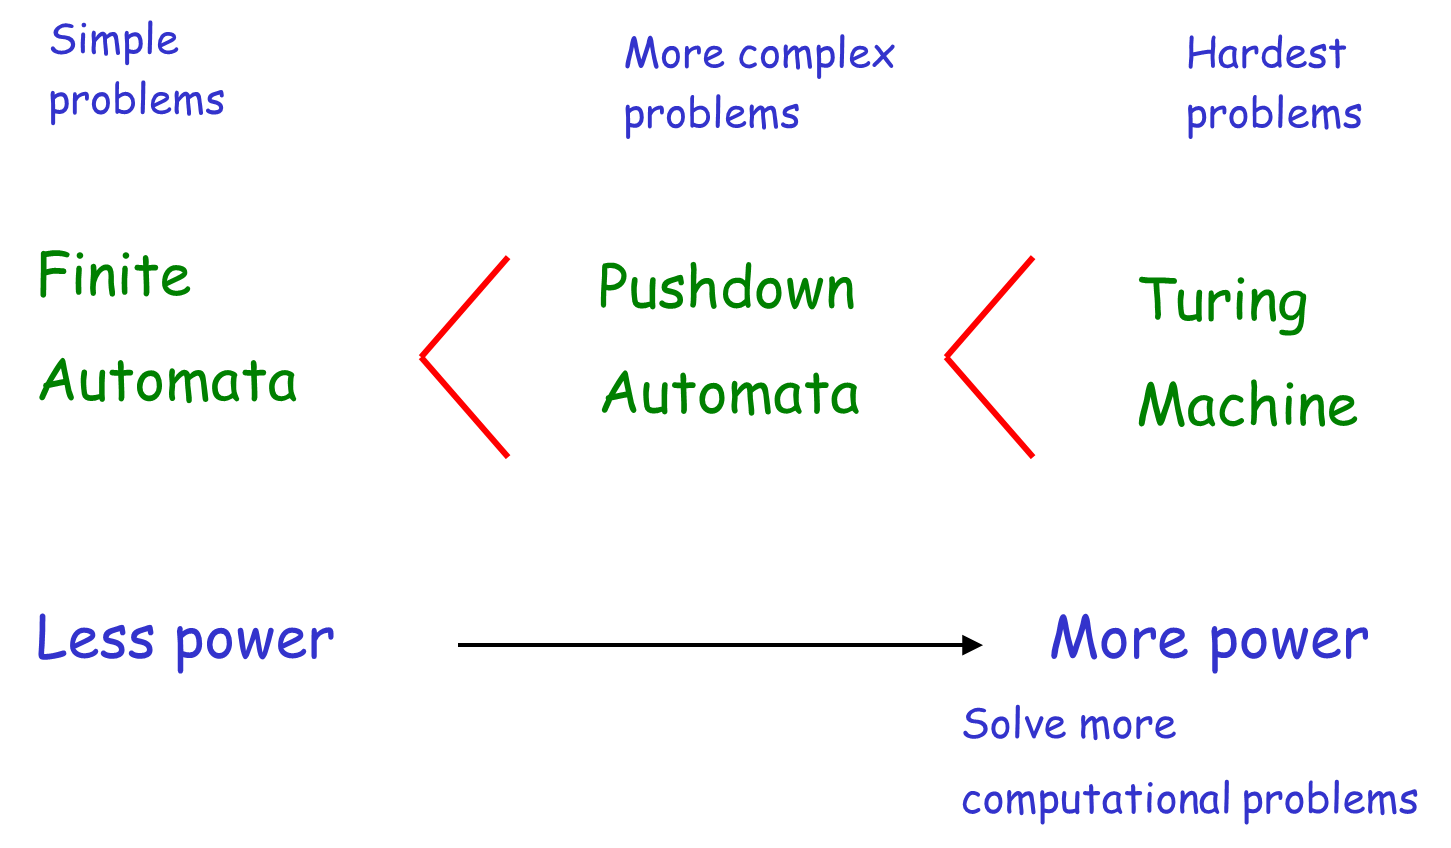 Simple
problems
More complex
problems
Hardest
problems
Finite
Automata
Pushdown
Automata
Turing
Machine
Less power
More power
Solve more
computational problems